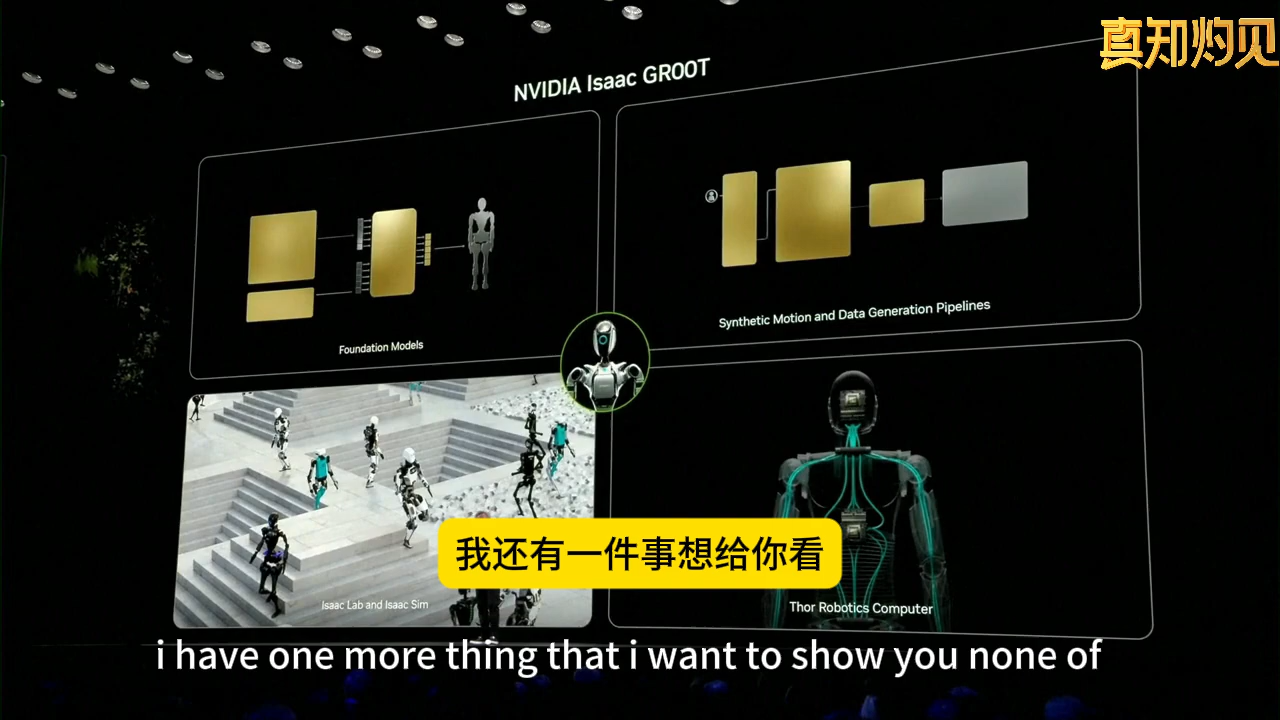 真知灼见
NVIDIA Isaac GR00T
Foundation Models
Synthetic Motion and Data Generation Pipelines
Isaac Lab and Isaac Sim
Thor Robotics Computer
我还有一件事想给你看
i have one more thing that i want to show you none of